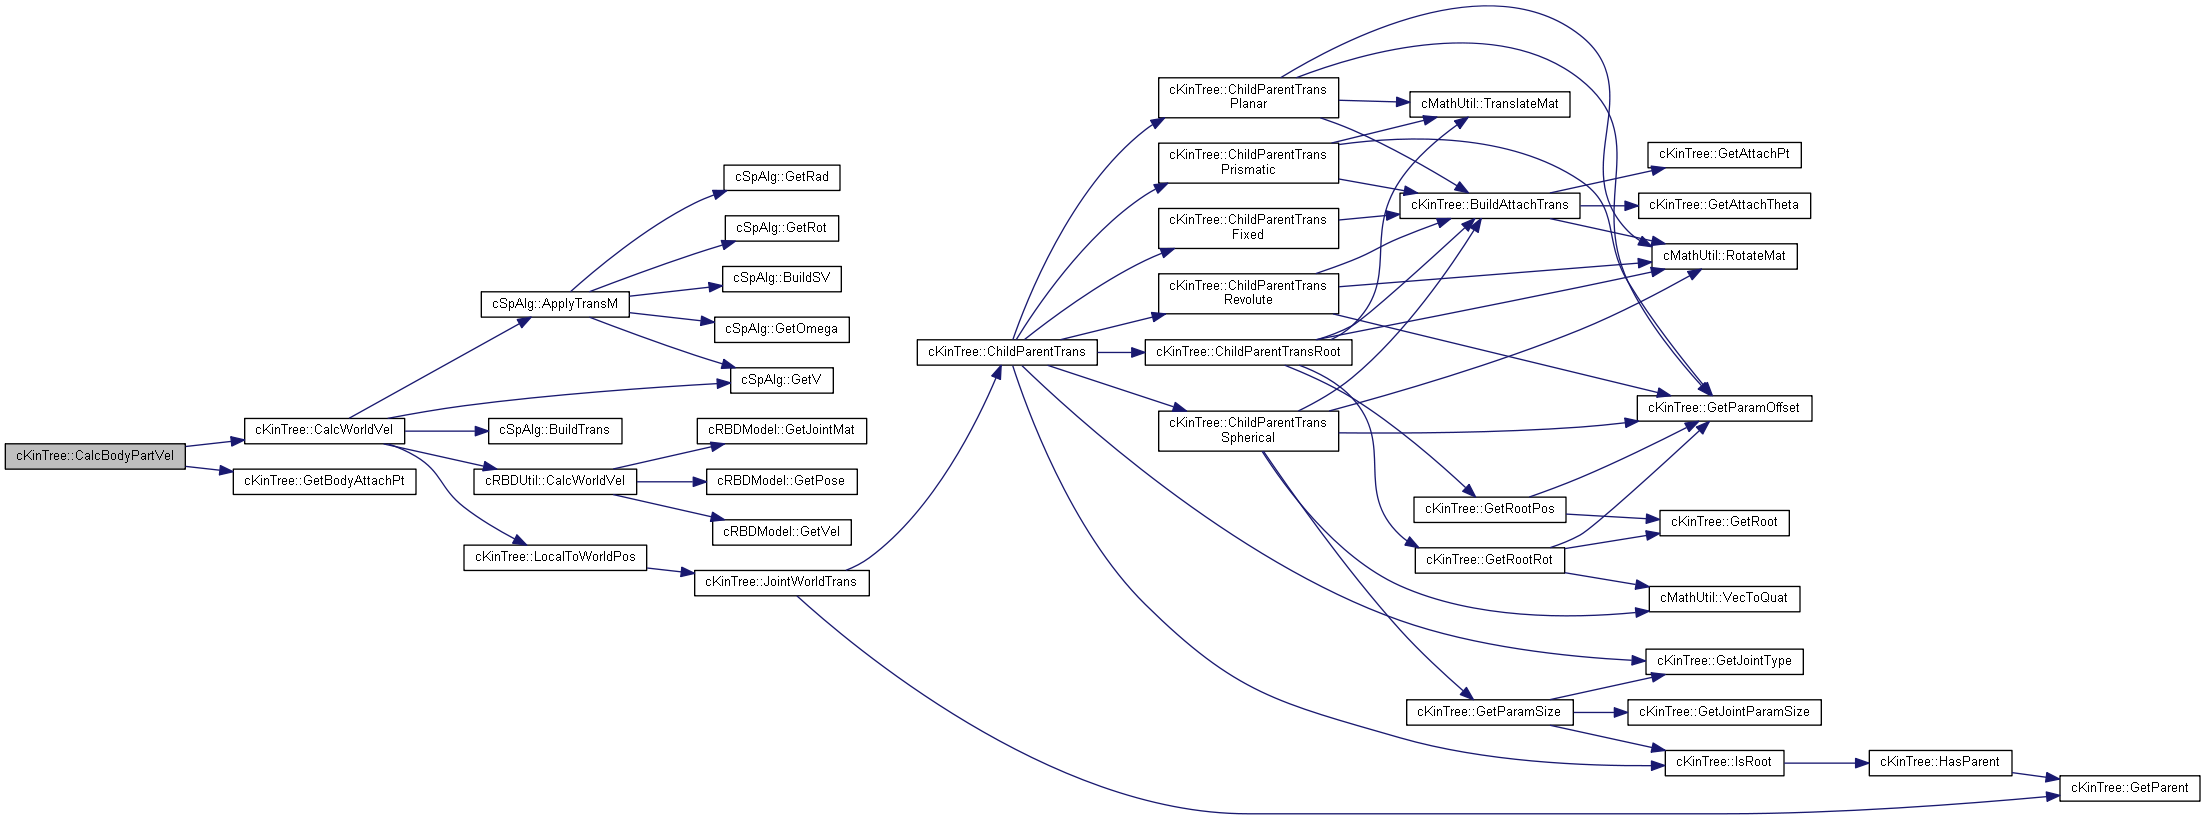 cKinTree::CalcBodyPartVel
cKinTree::CalcWorldVel
cKinTree::GetBodyAttachPt
cSpAlg::ApplyTransM
cSpAlg::BuildTrans
cRBDUtil::CalcWorldVel
cKinTree::LocalToWorldPos
cSpAlg::GetRad
cSpAlg::GetRot
cSpAlg::BuildSV
cSpAlg::GetOmega
cSpAlg::GetV
cRBDModel::GetJointMat
cRBDModel::GetPose
cRBDModel::GetVel
cKinTree::JointWorldTrans
cKinTree::ChildParentTrans
cKinTree::ChildParentTrans
Planar
cKinTree::ChildParentTrans
Prismatic
cKinTree::ChildParentTrans
Fixed
cKinTree::ChildParentTrans
Revolute
cKinTree::ChildParentTransRoot
cKinTree::ChildParentTrans
Spherical
cMathUtil::TranslateMat
cKinTree::BuildAttachTrans
cKinTree::GetRootPos
cKinTree::GetRootRot
cKinTree::GetParamSize
cKinTree::GetAttachPt
cKinTree::GetAttachTheta
cMathUtil::RotateMat
cKinTree::GetParamOffset
cKinTree::GetRoot
cMathUtil::VecToQuat
cKinTree::GetJointType
cKinTree::GetJointParamSize
cKinTree::IsRoot
cKinTree::HasParent
cKinTree::GetParent